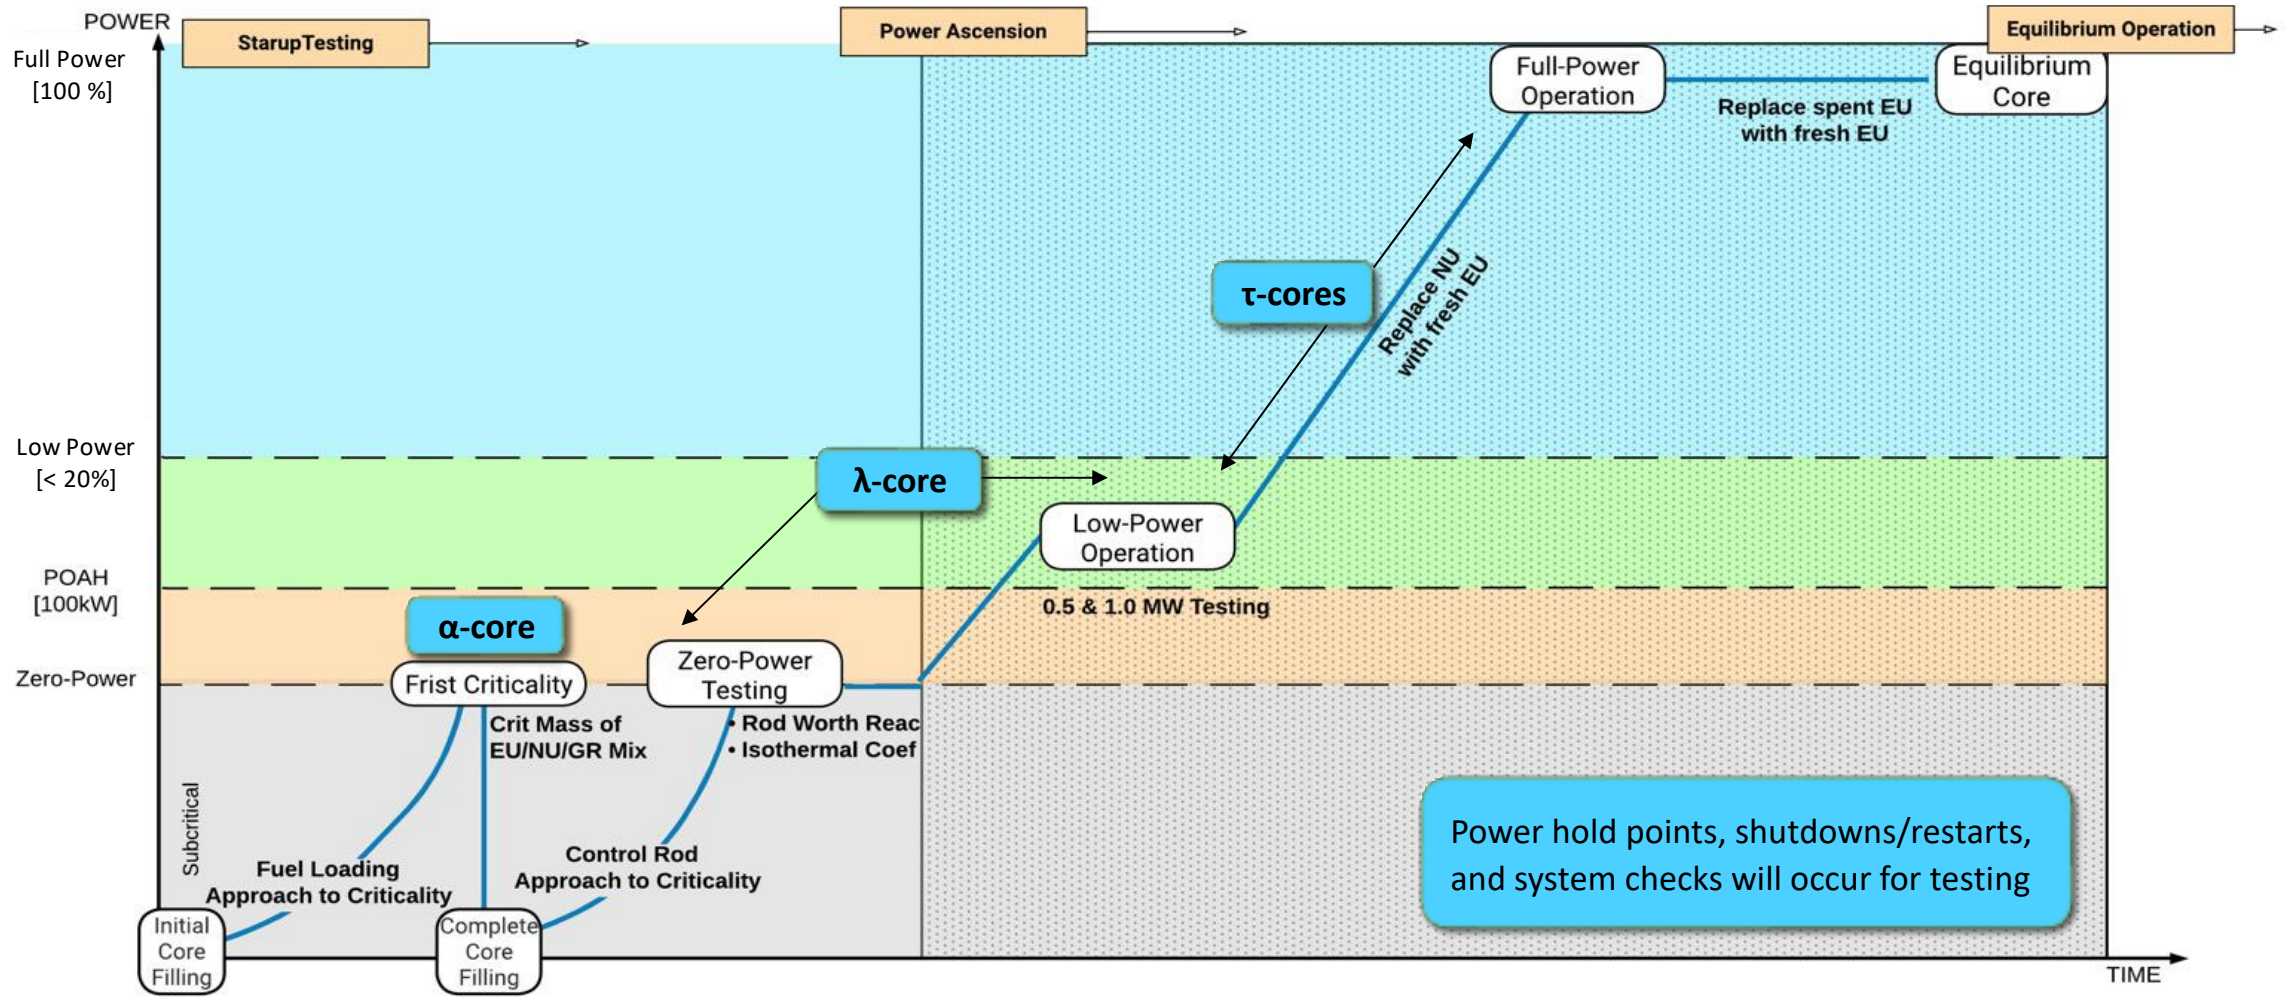 POWER
StarupTesting
Power Ascension
Equilibrium Operation
Full Power
[100 %]
Full-Power
Operation
Equilibrium
Core
Replace spent EU
with fresh EU
τ-cores
Replace NU
with fresh EU
Low Power
[< 20%]
λ-core
Low-Power
Operation
POAH
[100kW]
0.5 & 1.0 MW Testing
α-core
Zero-Power
Frist Criticality
Zero-Power
Testing
Crit Mass of
EU/NU/GR Mix
• Rod Worth Reac
• Isothermal Coef
Subcritical
Fuel Loading
Approach to Criticality
Control Rod
Approach to Criticality
Power hold points, shutdowns/restarts,
and system checks will occur for testing
Initial
Core
Filling
Complete
Core
Filling
TIME